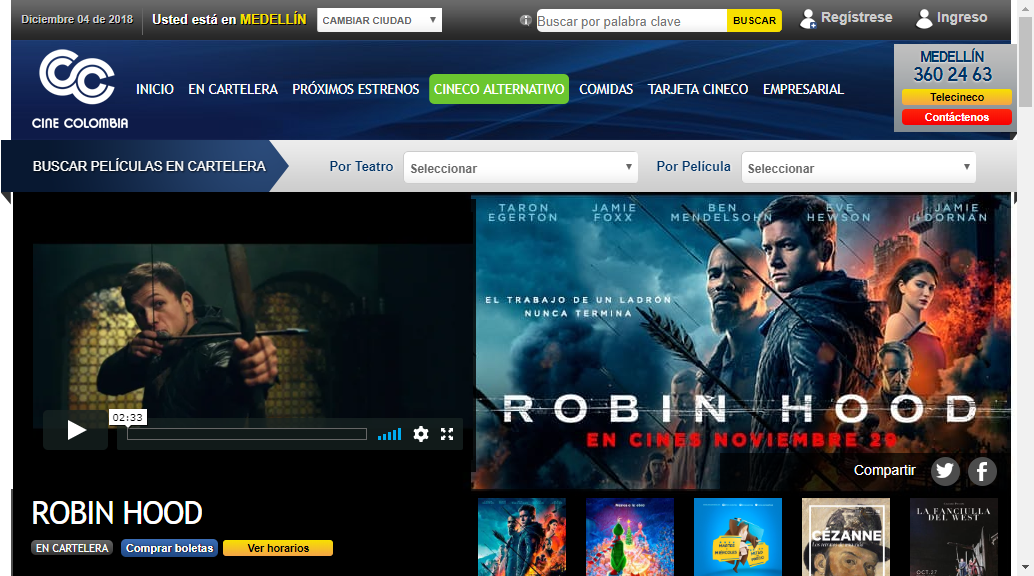 Diciembre 04 de 2018
Usted está en MEDELLÍN
CAMBIAR CIUDAD
Buscar por palabra clave
BUSCAR
Regístrese
Ingreso
CINE COLOMBIA
INICIO
EN CARTELERA
PRÓXIMOS ESTRENOS
CINECO ALTERNATIVO
COMIDAS
TARJETA CINECO
EMPRESARIAL
MEDELLÍN
360 24 63
Telecineco
Contáctenos
BUSCAR PELÍCULAS EN CARTELERA
Por Teatro
Seleccionar
Por Película
Seleccionar
TARON EGERTON
JAMIE FOXX
BEN MENDELSOHN
EVE HEWSON
JAMIE DORNAN
EL TRABAJO DE UN LADRÓN
NUNCA TERMINA
ROBIN HOOD
EN CINES NOVIEMBRE 29
02:33
Compartir
ROBIN HOOD
EN CARTELERA
Comprar boletas
Ver horarios
CÉZANNE
LA FANCIULLA
DEL WEST
OCT.27